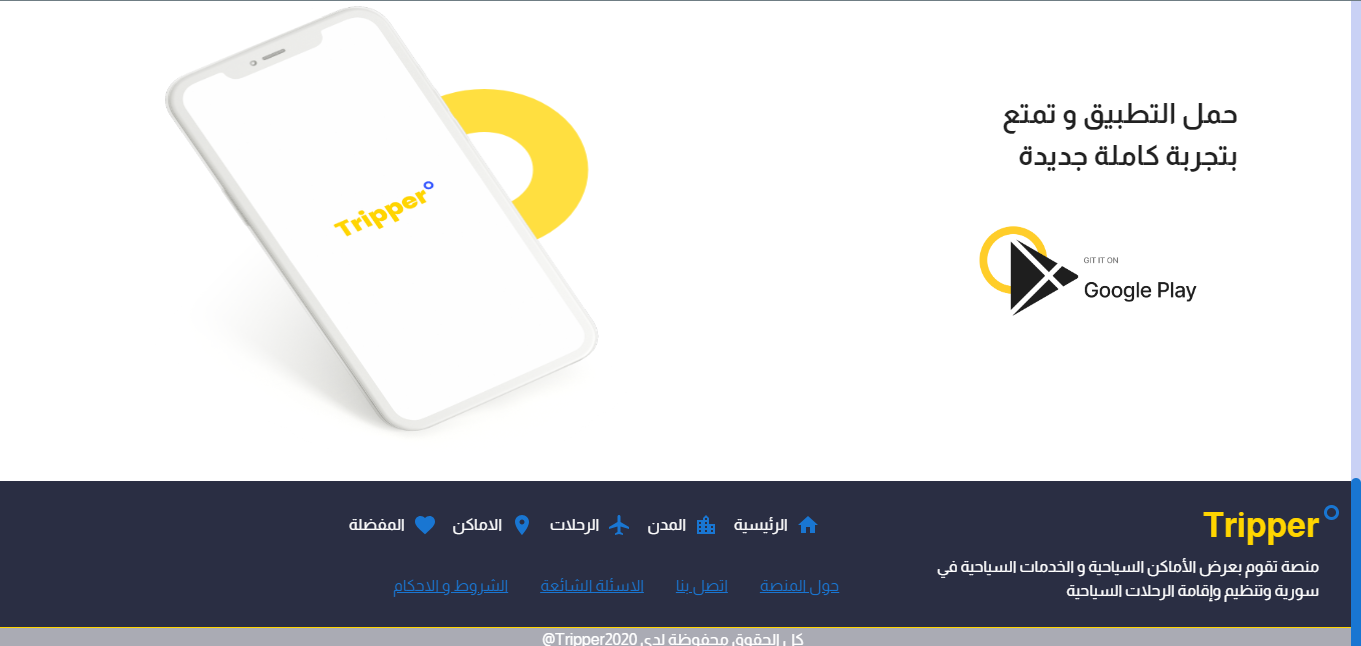 حمل التطبيق و تمتع
بتجربة كاملة جديدة
Tripper
GIT IT ON
Google Play
Tripper
منصة تقوم بعرض الأماكن السياحية و الخدمات السياحية في
سورية وتنظيم وإقامة الرحلات السياحية
الرئيسية المدن الرحلات الاماكن المفضلة
حول المنصة اتصل بنا الاسئلة الشائعة الشروط و الاحكام
كل الحقوق محفوظة لدى Tripper2020@